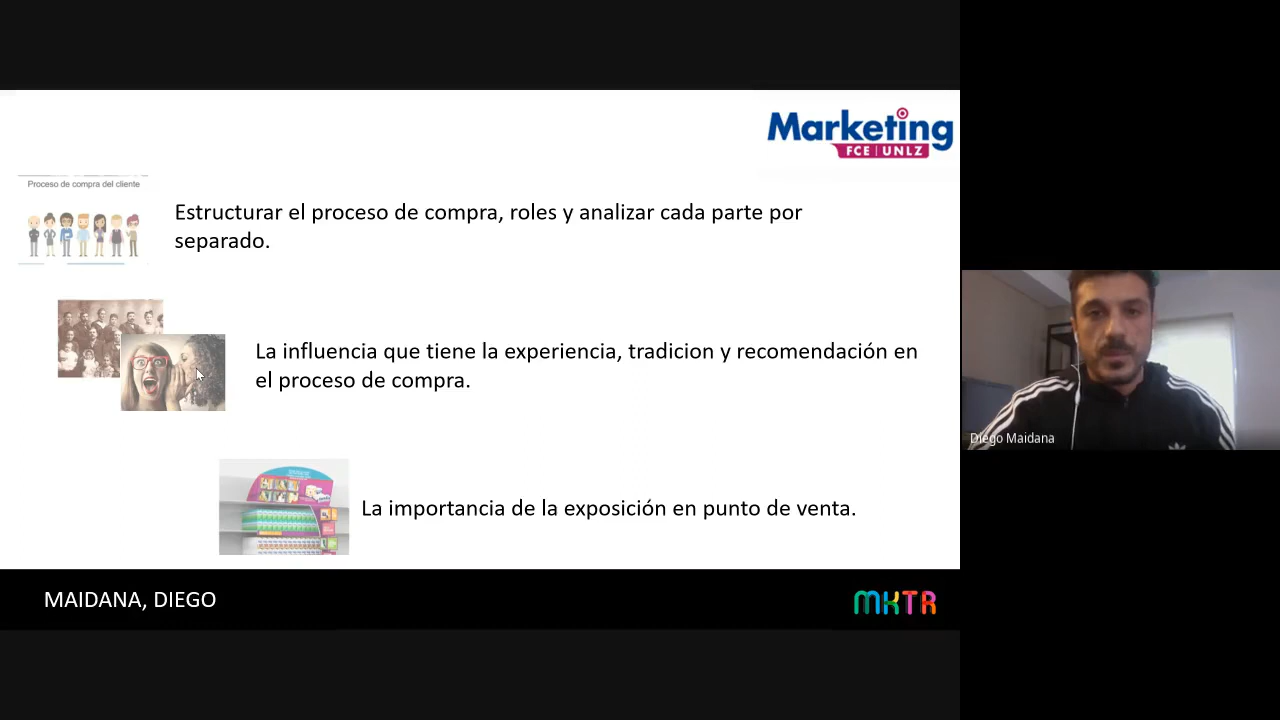 Marketing
FCE | UNLZ
Proceso de compra del cliente
Estructurar el proceso de compra, roles y analizar cada parte por
separado.
La influencia que tiene la experiencia, tradicion y recomendación en
el proceso de compra.
La importancia de la exposición en punto de venta.
Diego Maidana
MAIDANA, DIEGO
MKTR